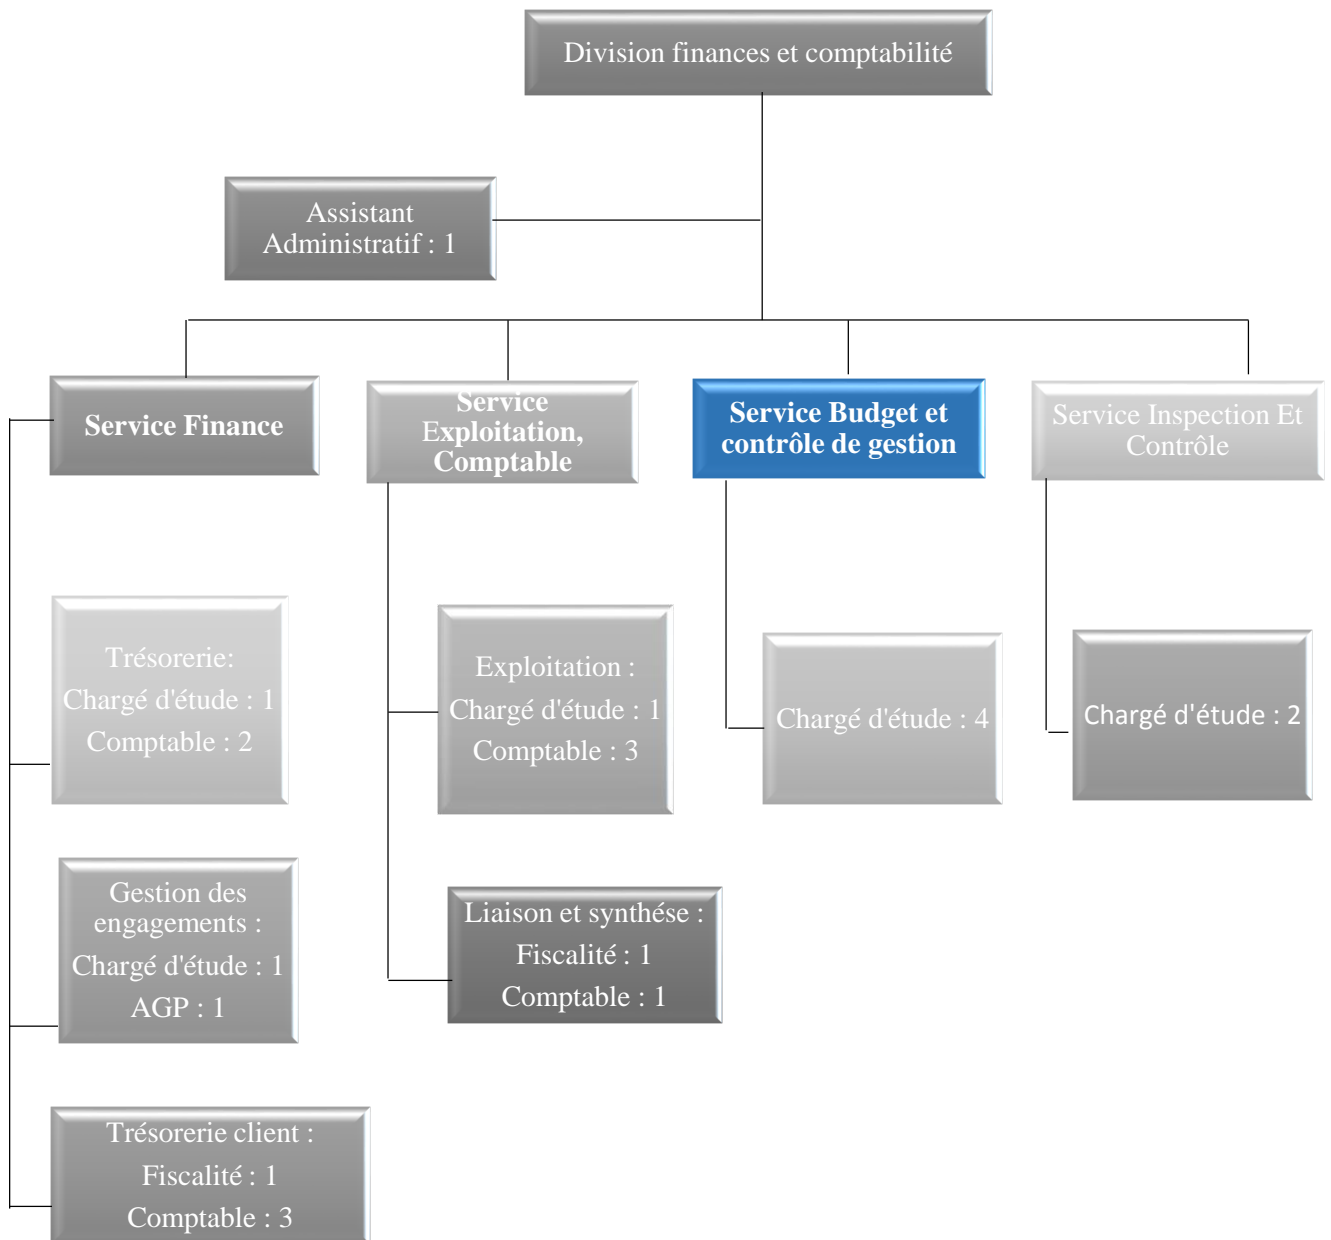 Division finances et comptabilité
Assistant
Administratif : 1
Service Finance
Service
Exploitation,
Comptable
Service Budget et
contrôle de gestion
Service Inspection Et
Contrôle
Trésorerie:
Chargé d'étude : 1
Comptable : 2
Exploitation :
Chargé d'étude : 1
Comptable : 3
Chargé d'étude : 4
Chargé d'étude : 2
Gestion des
engagements :
Chargé d'étude : 1
AGP : 1
Liaison et synthése :
Fiscalité : 1
Comptable : 1
Trésorerie client :
Fiscalité : 1
Comptable : 3